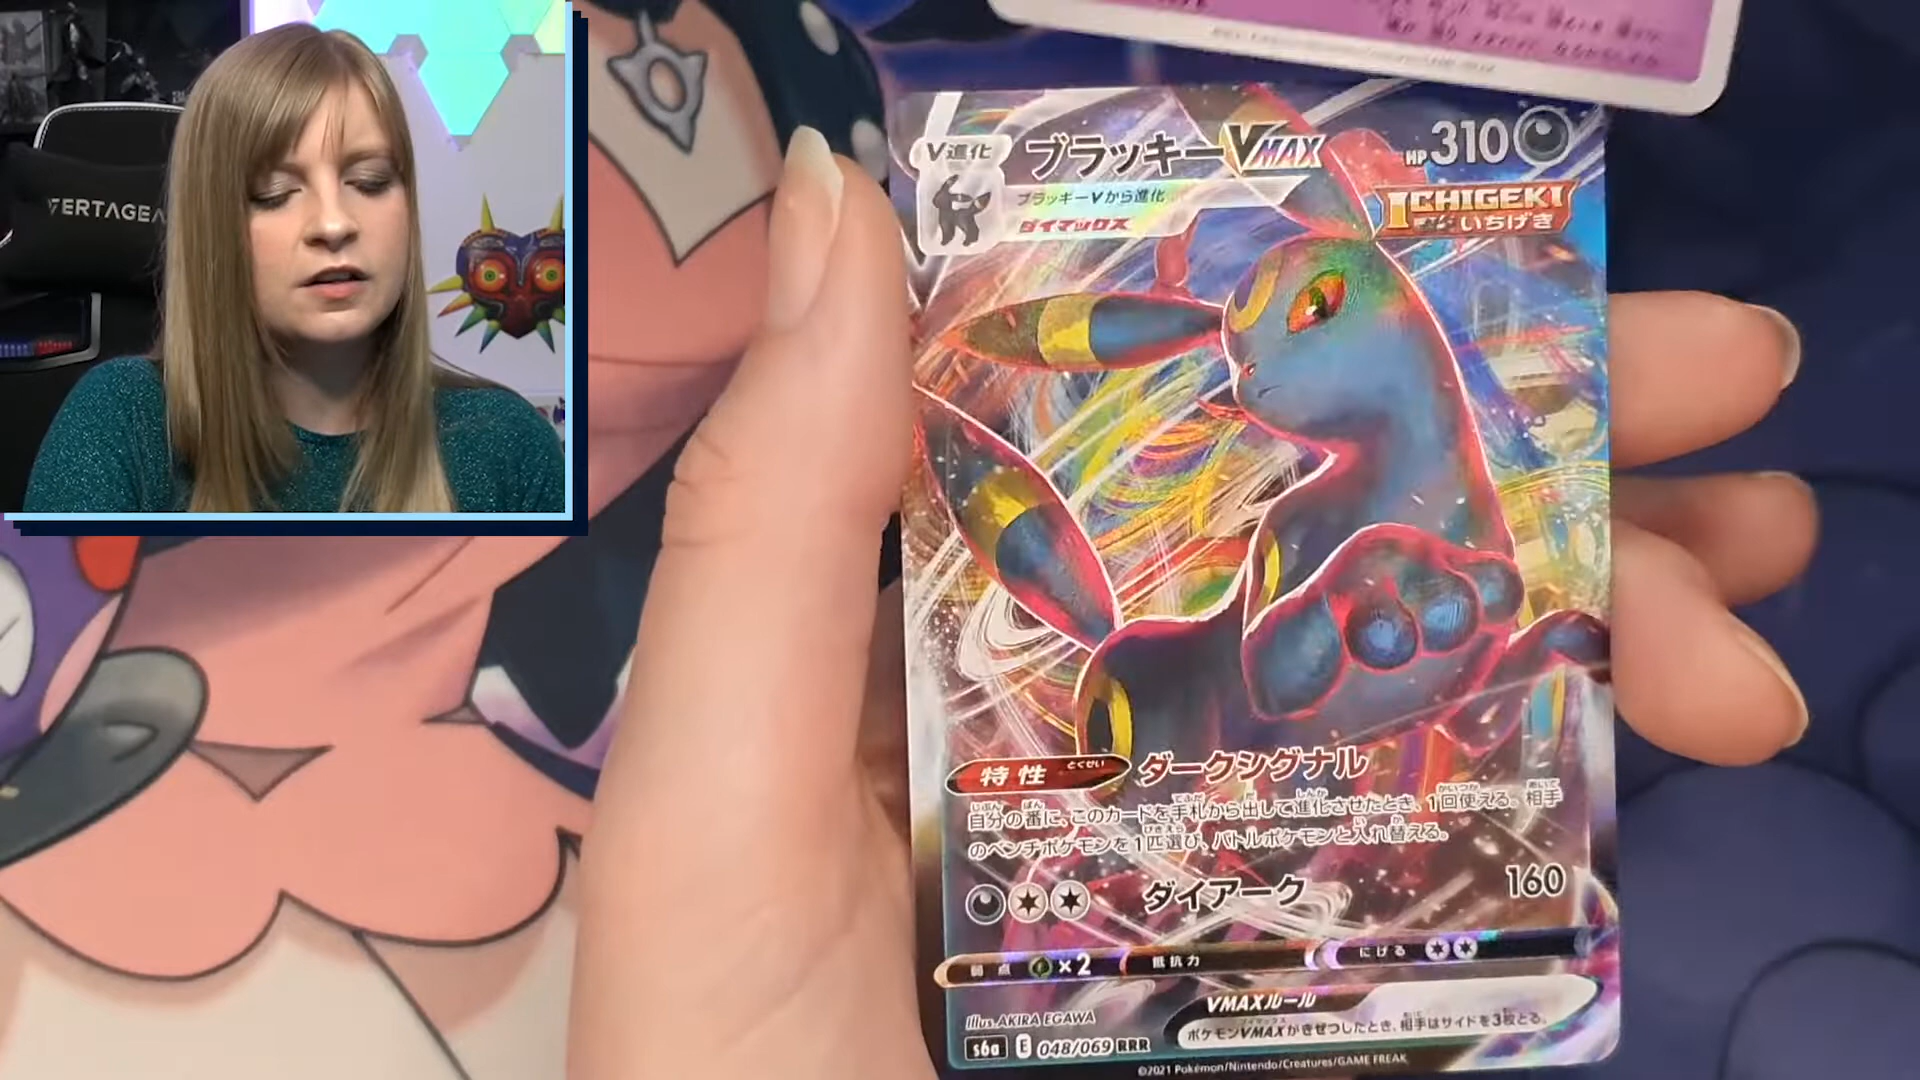 VERTAGEA
V進化
ブラッキーVMAX
HP310
ブラッキーVから進化
ダイマックス
ICHIGEKI
いちげき
特性 とくせい
ダークシグナル
自分の番に、このカードを手札から出して進化させたとき、1回使える。相手
のベンチポケモンを1匹選び、バトルポケモンと入れ替える。
ダイアーク
160
弱点 ×2 抵抗力 にげる
VMAXルール
ポケモンVMAXがきぜつしたとき、相手はサイドを3枚とる。
Illus. AKIRA EGAWA
s6a E 048/069 RRR
©2021 Pokémon/Nintendo/Creatures/GAME FREAK